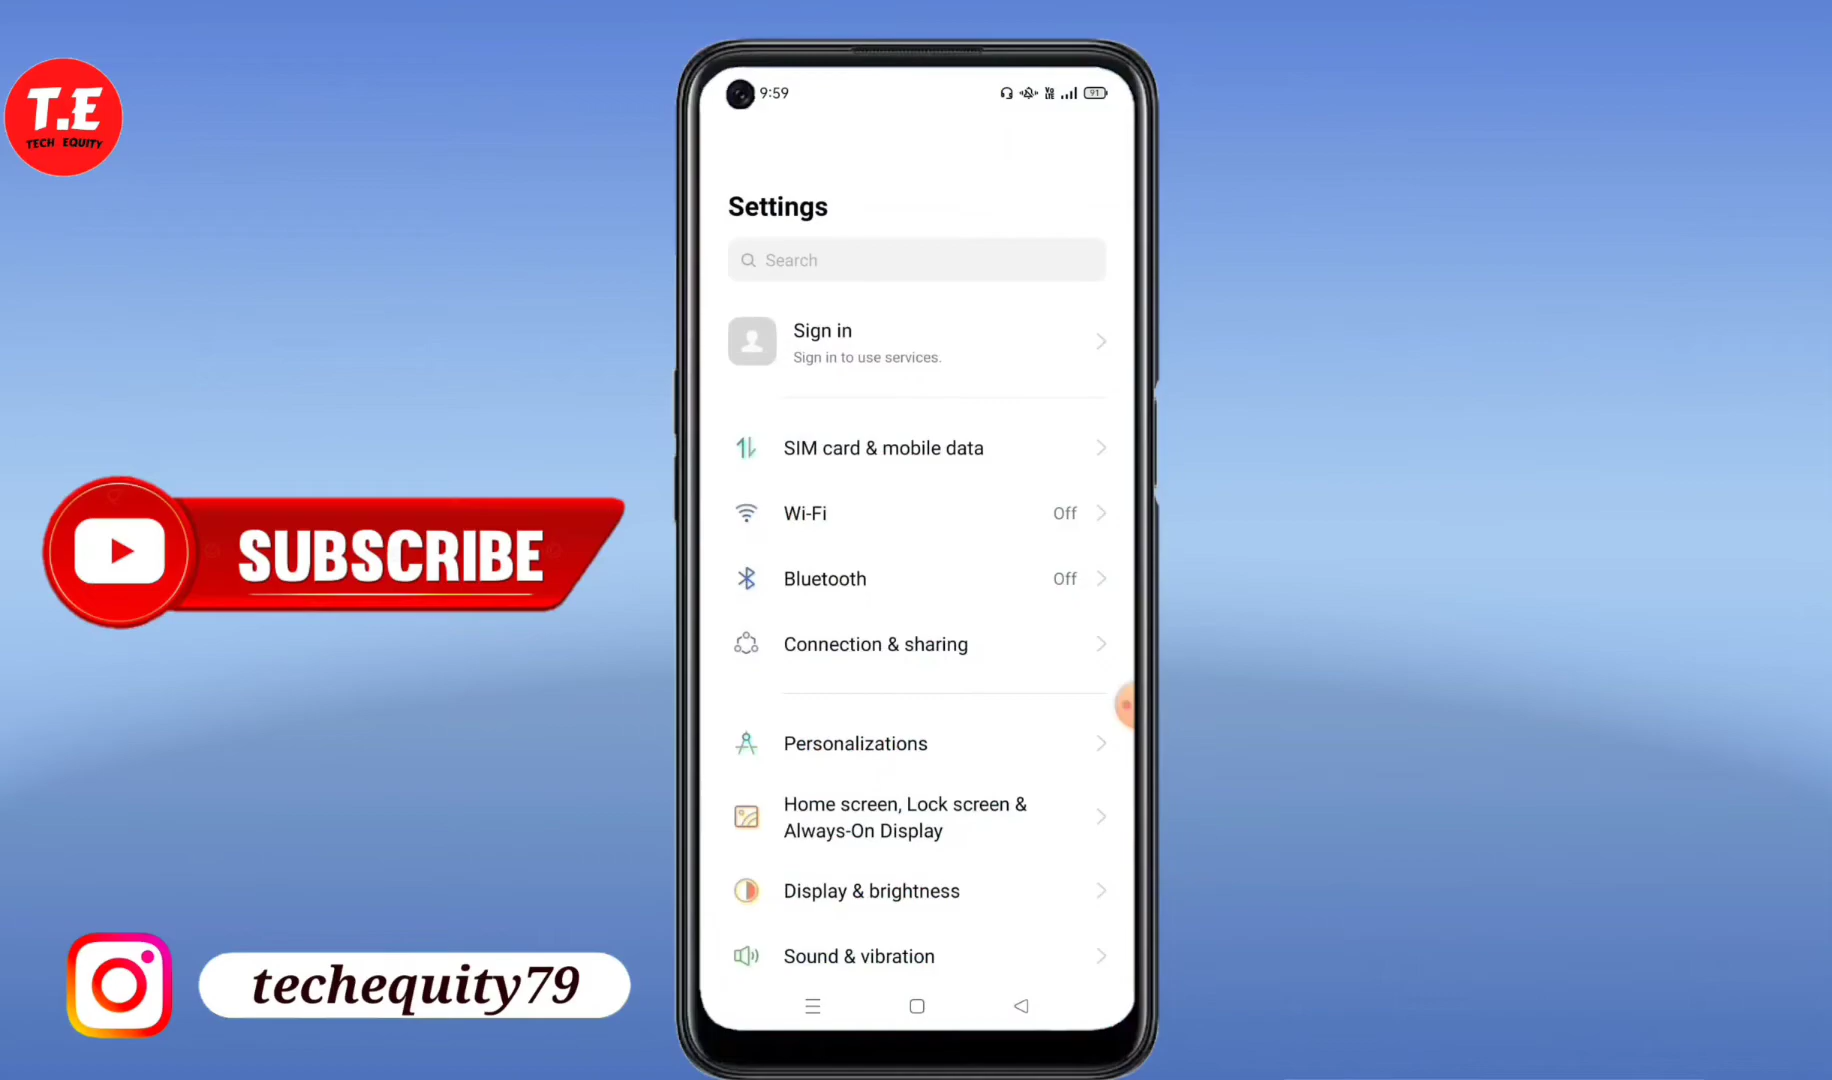 T.E
TECH EQUITY
SUBSCRIBE
techequity79
9:59
91
Settings
Search
Sign in
Sign in to use services.
SIM card & mobile data
Wi-Fi
Off
Bluetooth
Off
Connection & sharing
Personalizations
Home screen, Lock screen &
Always-On Display
Display & brightness
Sound & vibration